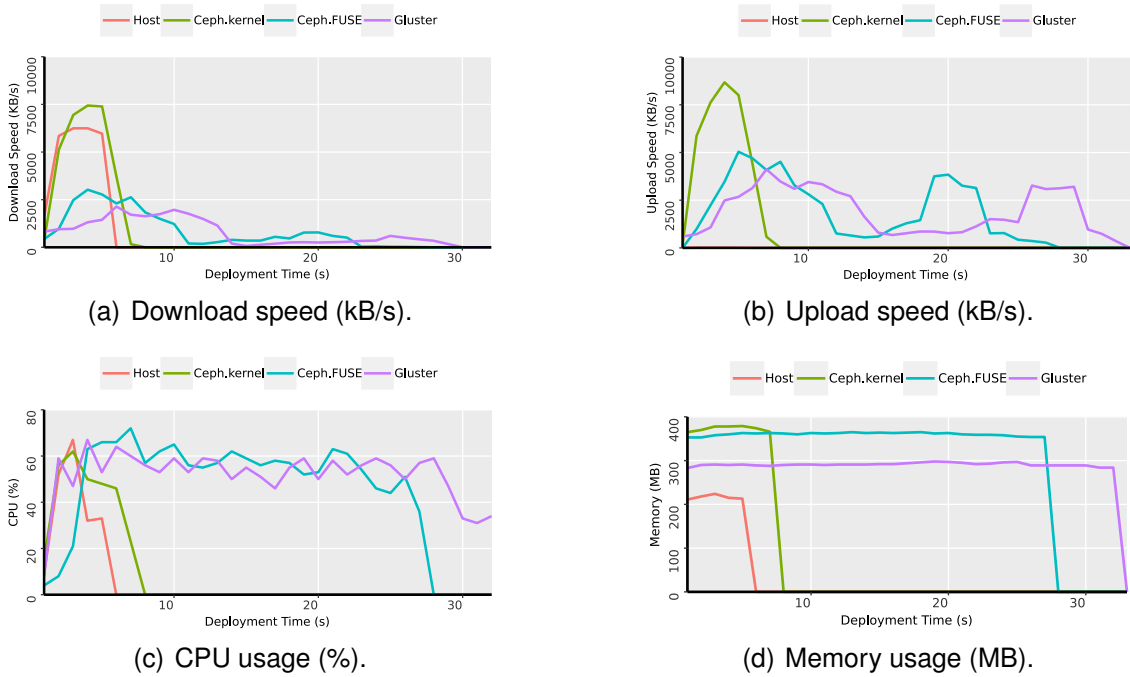 Host Ceph.kernel Ceph.FUSE Gluster
Download Speed (KB/s)
0 2500 5000 7500 10000
10 20 30
Deployment Time (s)
(a) Download speed (kB/s).
Host Ceph.kernel Ceph.FUSE Gluster
Upload Speed (KB/s)
0 2500 5000 7500 10000
10 20 30
Deployment Time (s)
(b) Upload speed (kB/s).
Host Ceph.kernel Ceph.FUSE Gluster
CPU (%)
0 20 40 60 80
10 20 30
Deployment Time (s)
(c) CPU usage (%).
Host Ceph.kernel Ceph.FUSE Gluster
Memory (MB)
0 100 200 300 400
10 20 30
Deployment Time (s)
(d) Memory usage (MB).